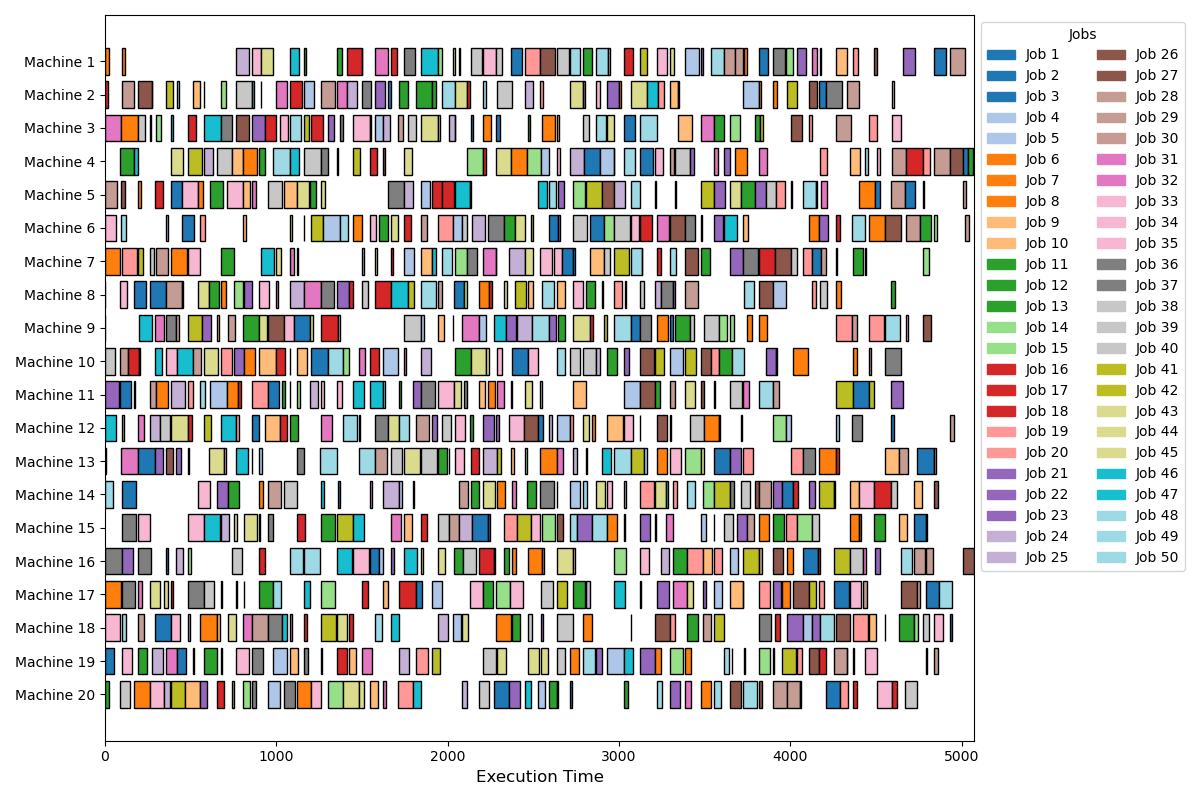 Machine 1
Machine 2
Machine 3
Machine 4
Machine 5
Machine 6
Machine 7
Machine 8
Machine 9
Machine 10
Machine 11
Machine 12
Machine 13
Machine 14
Machine 15
Machine 16
Machine 17
Machine 18
Machine 19
Machine 20
0 1000 2000 3000 4000 5000
Execution Time
Jobs
Job 1
Job 2
Job 3
Job 4
Job 5
Job 6
Job 7
Job 8
Job 9
Job 10
Job 11
Job 12
Job 13
Job 14
Job 15
Job 16
Job 17
Job 18
Job 19
Job 20
Job 21
Job 22
Job 23
Job 24
Job 25
Job 26
Job 27
Job 28
Job 29
Job 30
Job 31
Job 32
Job 33
Job 34
Job 35
Job 36
Job 37
Job 38
Job 39
Job 40
Job 41
Job 42
Job 43
Job 44
Job 45
Job 46
Job 47
Job 48
Job 49
Job 50